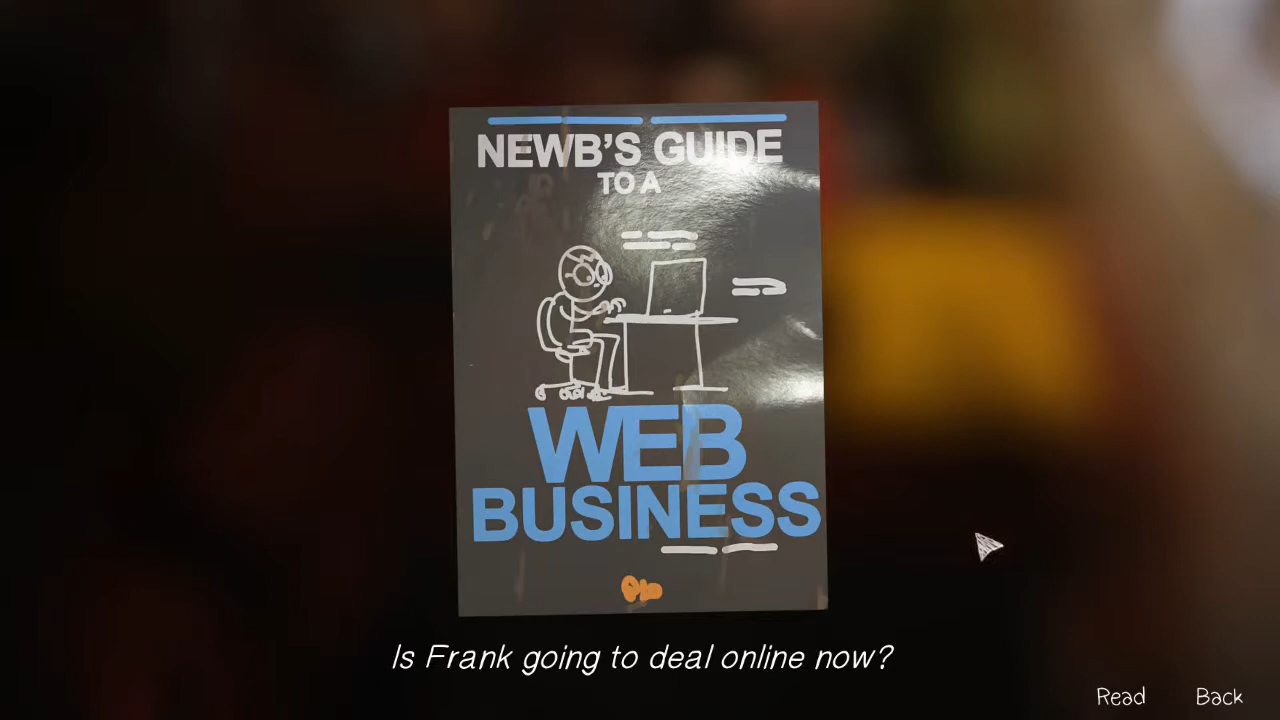 NEWB'S GUIDE
TO A
WEB
BUSINESS
Is Frank going to deal online now?
Read
Back